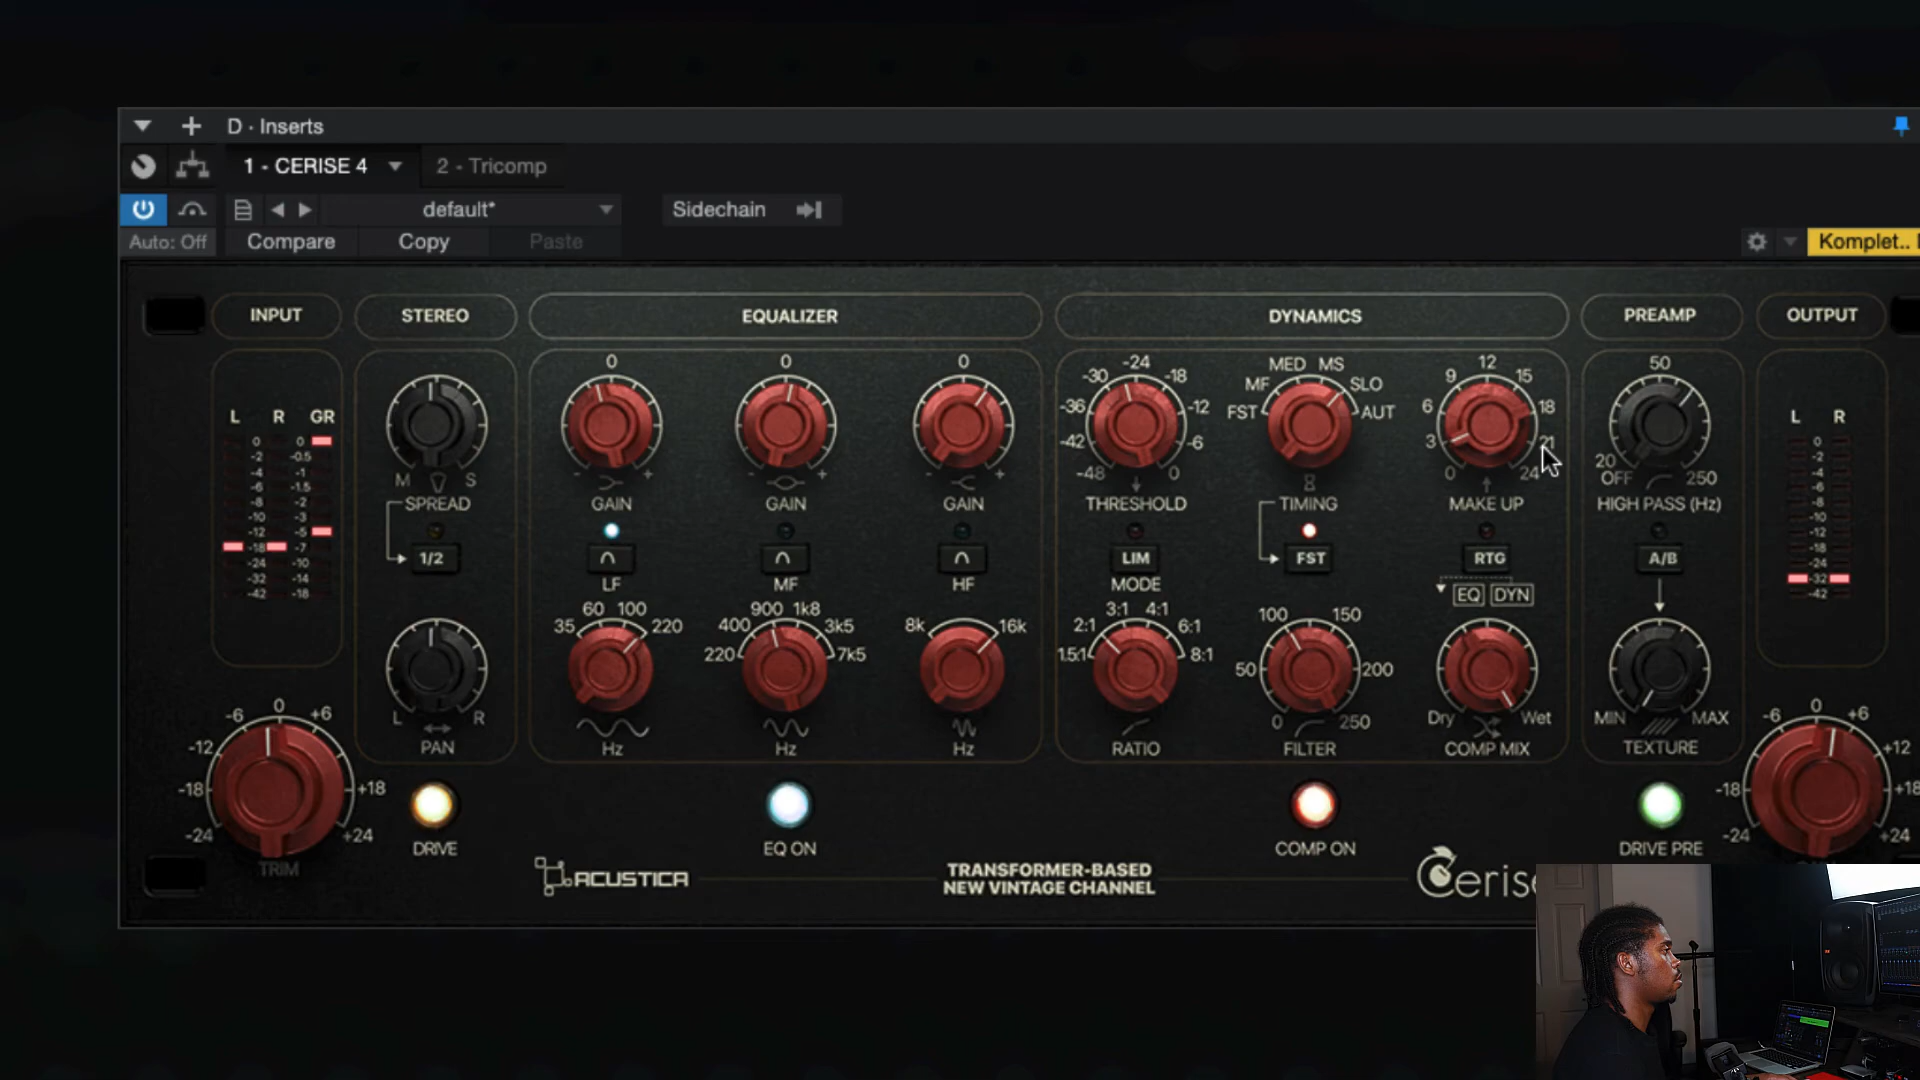 D · Inserts
1 - CERISE 4
2 - Tricomp
default*
Sidechain
Auto: Off
Compare
Copy
Paste
Komplet..
INPUT
STEREO
EQUALIZER
DYNAMICS
PREAMP
OUTPUT
L R GR
0 0
-2 -0.5
-4 -1
-6 -1.5
-8 -2
-10 -3
-12 -5
-18 -7
-24 -10
-32 -14
-42 -18
-6 0 +6
-12
-18 +18
-24 +24
TRIM
M S
SPREAD
1/2
L R
PAN
DRIVE
0
- +
GAIN
LF
35 60 100 220
Hz
0
- +
GAIN
MF
220 400 900 1k8 3k5 7k5
Hz
EQ ON
0
- +
GAIN
HF
8k 16k
Hz
-48 -42 -36 -30 -24 -18 -12 -6 0
THRESHOLD
LIM
MODE
1.5:1 2:1 3:1 4:1 6:1 8:1
RATIO
FST MF MED MS SLO AUT
TIMING
FST
0 50 100 150 200 250
FILTER
COMP ON
0 3 6 9 12 15 18 21 24
MAKE UP
RTG
EQ DYN
Dry Wet
COMP MIX
50
20
OFF 250
HIGH PASS (Hz)
A/B
MIN MAX
TEXTURE
DRIVE PRE
L R
0
-2
-4
-6
-8
-10
-12
-18
-24
-32
-42
-6 0 +6
+12
-18 +18
-24 +24
ACUSTICA
TRANSFORMER-BASED
NEW VINTAGE CHANNEL
Ceris